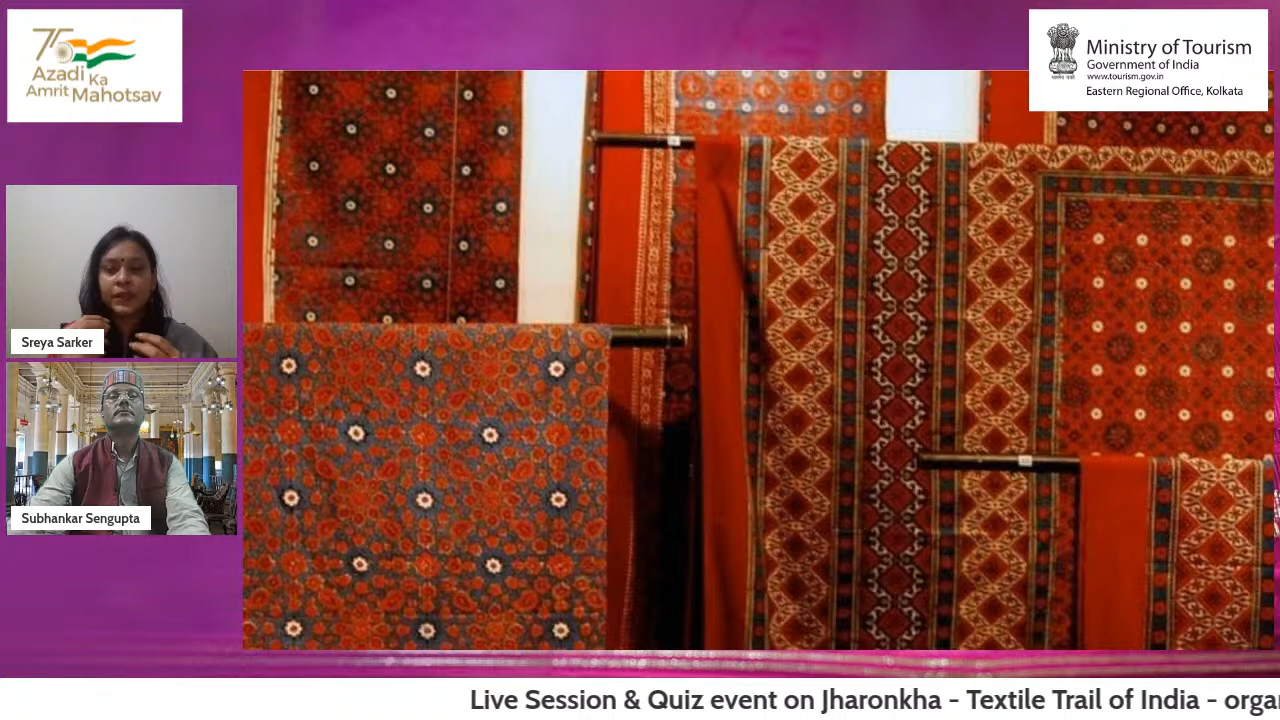 75
Azadi Ka
Amrit Mahotsav
Ministry of Tourism
Government of India
www.tourism.gov.in
Eastern Regional Office, Kolkata
Sreya Sarker
Subhankar Sengupta
Live Session & Quiz event on Jharonkha - Textile Trail of India - orga